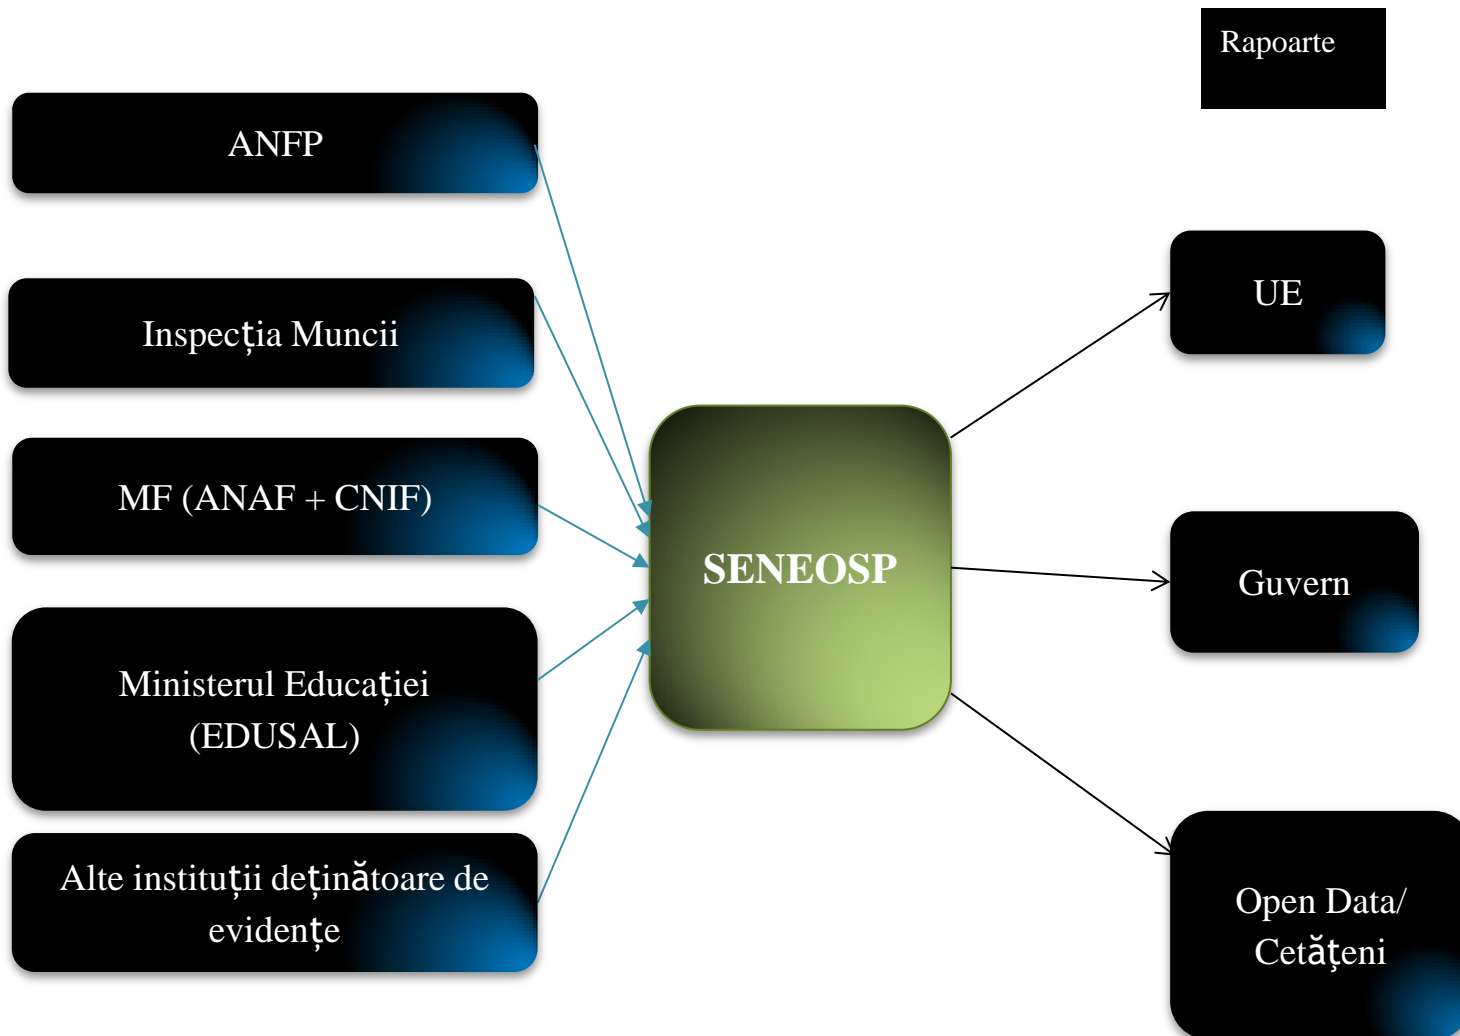 Rapoarte
ANFP
Inspecția Muncii
MF (ANAF + CNIF)
Ministerul Educației
(EDUSAL)
Alte instituții deținătoare de
evidențe
SENEOSP
UE
Guvern
Open Data/
Cetățeni